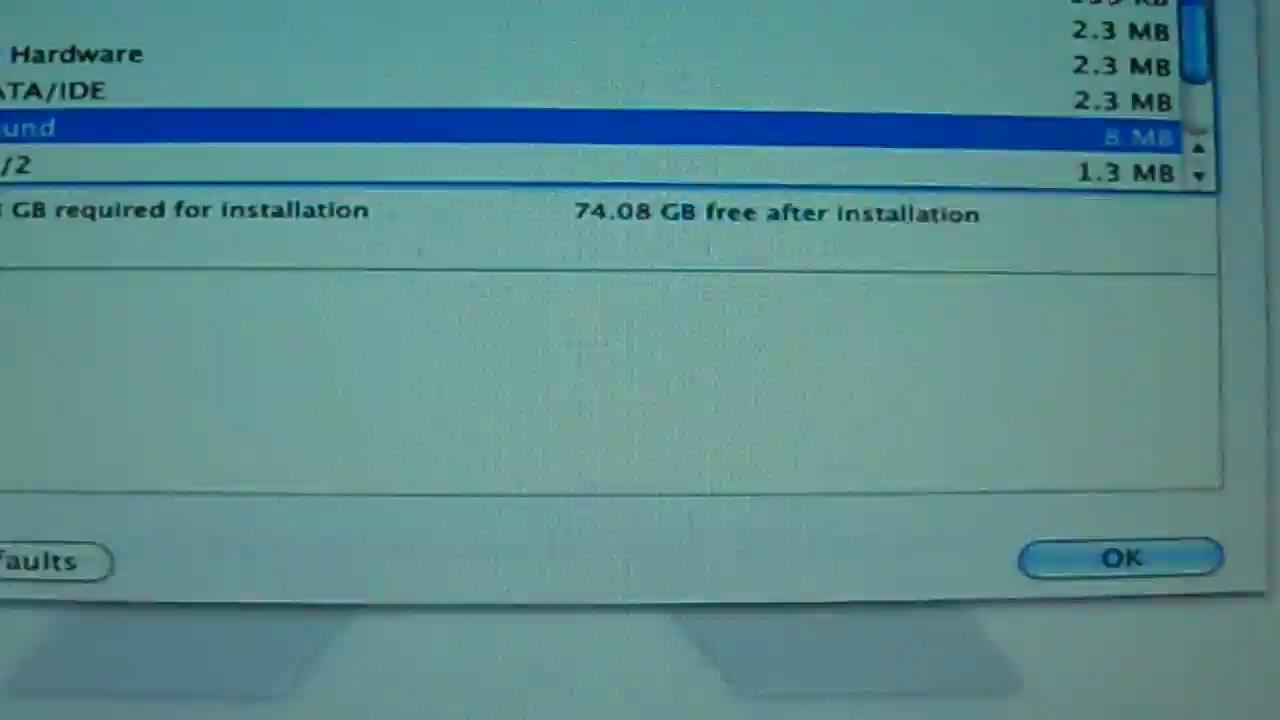 2.3 MB
Hardware 2.3 MB
ATA/IDE 2.3 MB
und 8 MB
/2 1.3 MB
GB required for installation 74.08 GB free after installation
faults OK